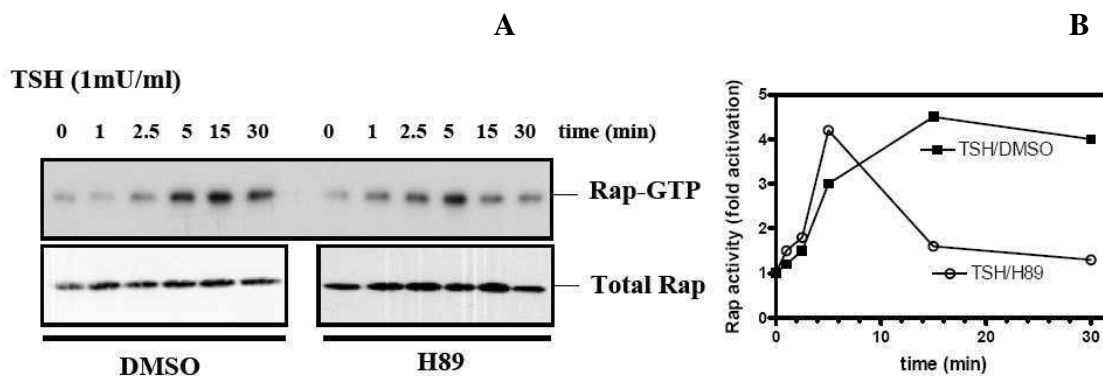 A
TSH (1mU/ml)
0 1 2.5 5 15 30 0 1 2.5 5 15 30 time (min)
Rap-GTP
Total Rap
DMSO H89
B
Rap activity (fold acitivation)
5
4
3
2
1
0
TSH/DMSO
TSH/H89
0 10 20 30
time (min)